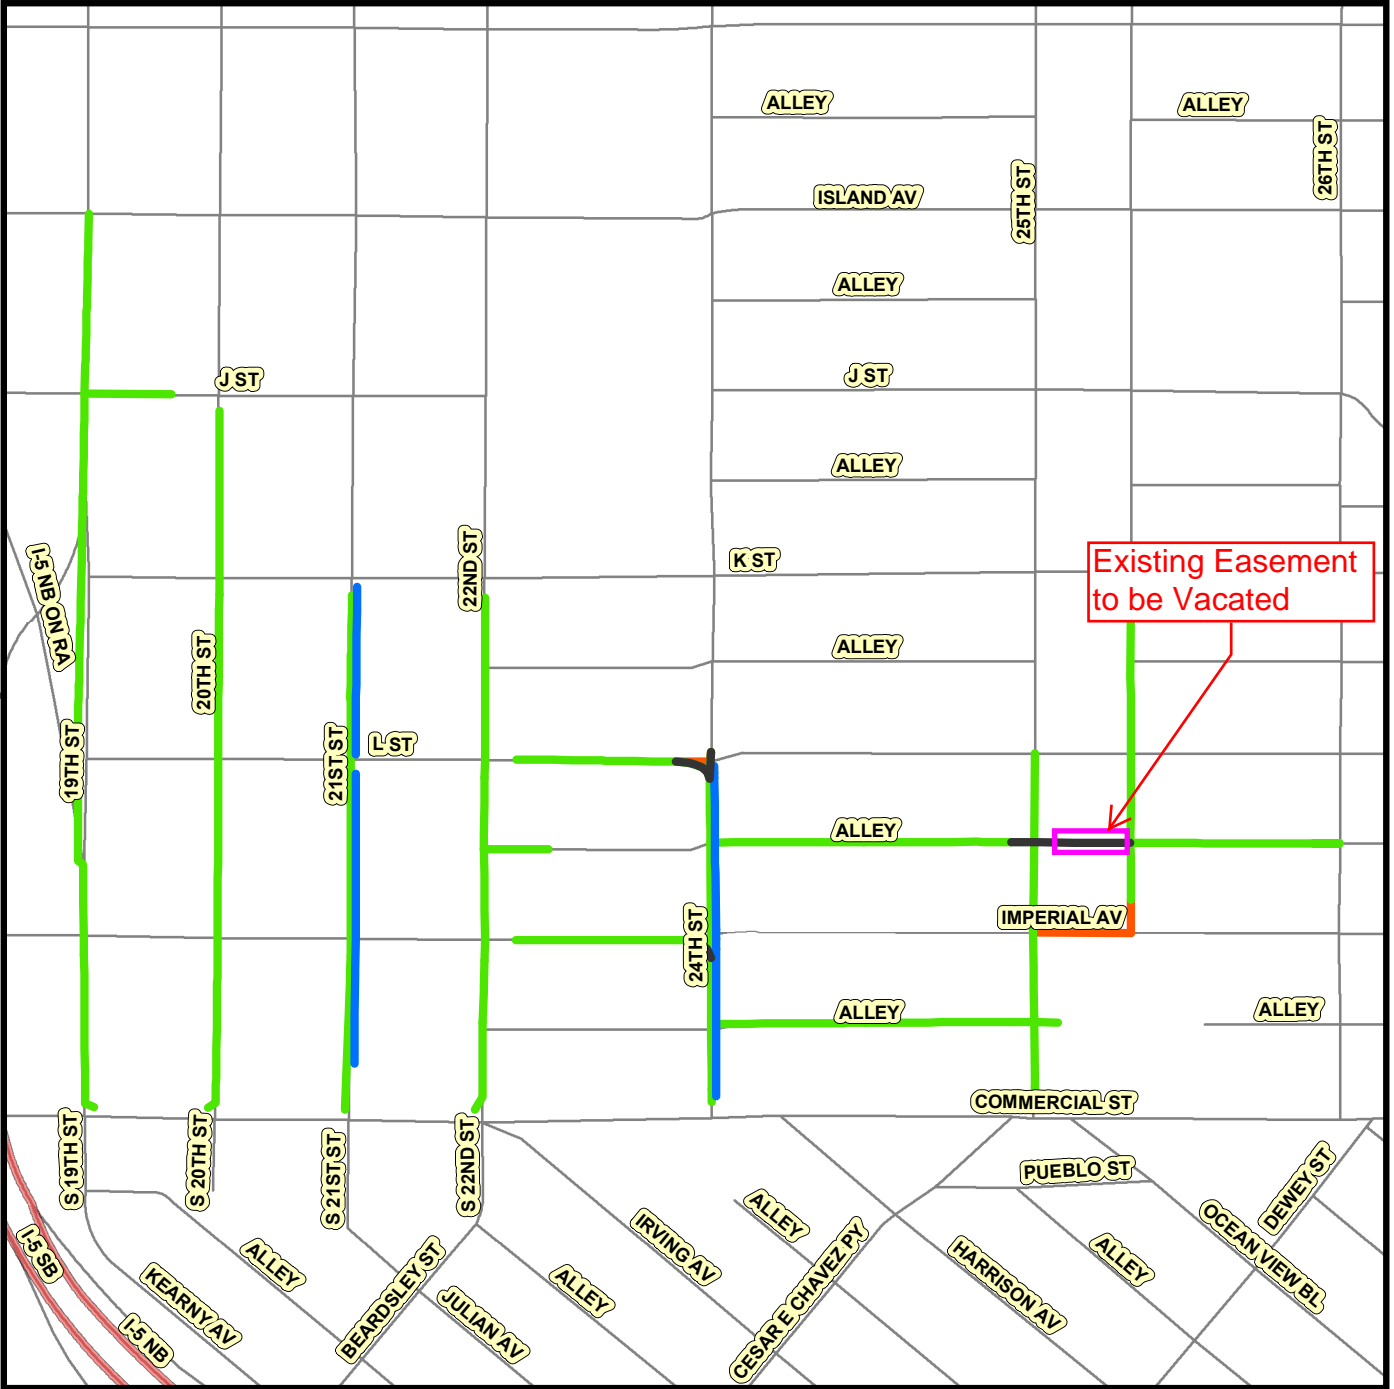 ALLEY
ALLEY
26TH ST
25TH ST
ISLAND AV
ALLEY
J ST
J ST
ALLEY
22ND ST
K ST
Existing Easement
to be Vacated
I-5 NB ON RA
20TH ST
ALLEY
19TH ST
21ST ST
L ST
ALLEY
24TH ST
IMPERIAL AV
ALLEY
ALLEY
COMMERCIAL ST
S 19TH ST
S 20TH ST
S 21ST ST
S 22ND ST
PUEBLO ST
DEWEY ST
I-5 SB
ALLEY
KEARNY AV
I-5 NB
BEARDSLEY ST
JULIAN AV
ALLEY
IRVING AV
ALLEY
CESAR E CHAVEZ PY
HARRISON AV
ALLEY
OCEAN VIEW BL